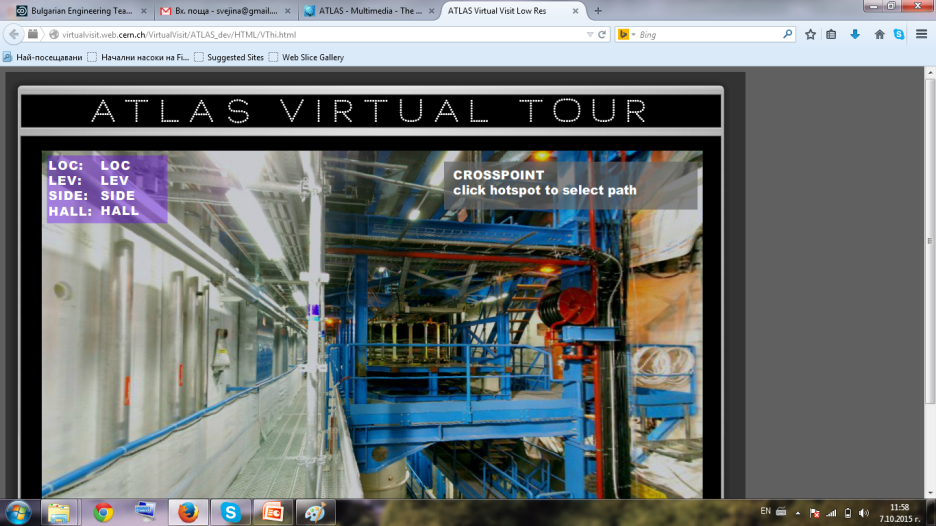 Bulgarian Engineering Tea...
Вх. поща - svejina@gmail....
ATLAS - Multimedia - The ...
ATLAS Virtual Visit Low Res
virtualvisit.web.cern.ch/VirtualVisit/ATLAS_dev/HTML/VThi.html
Bing
Най-посещавани
Начални насоки на Fi...
Suggested Sites
Web Slice Gallery
ATLAS VIRTUAL TOUR
LOC: LOC
LEV: LEV
SIDE: SIDE
HALL: HALL
CROSSPOINT
click hotspot to select path
EN
11:58
7.10.2015 г.